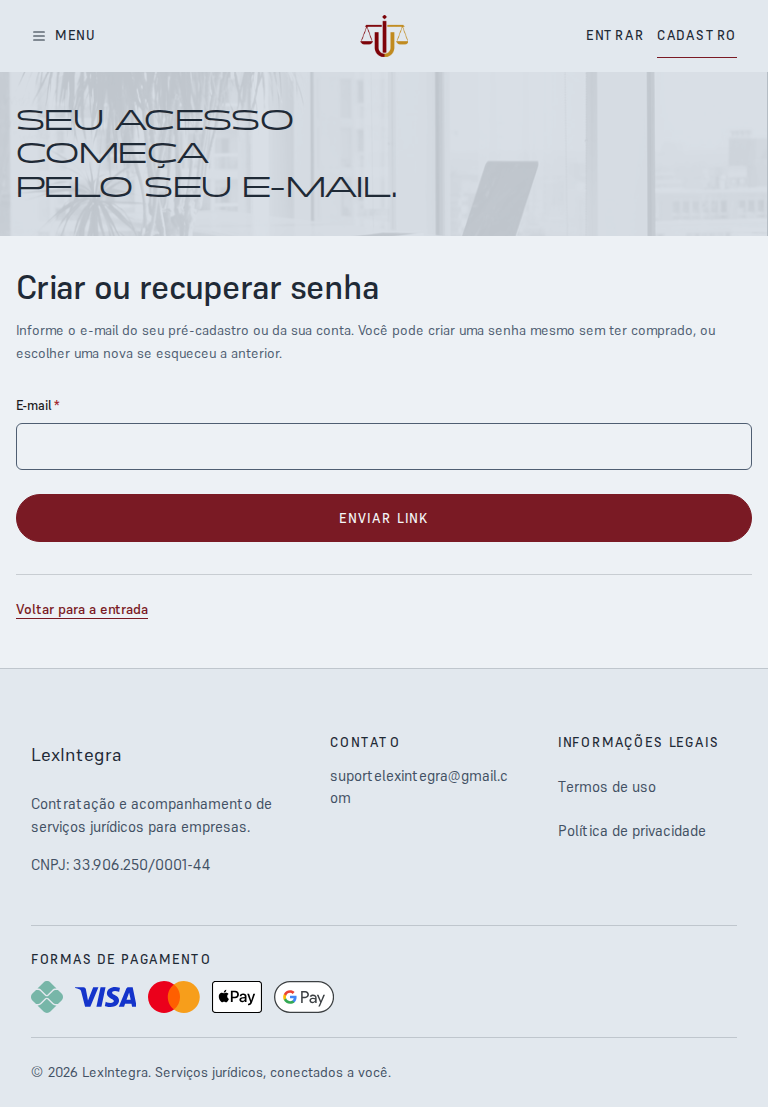 MENU
ENTRAR CADASTRO
SEU ACESSO
COMEÇA
PELO SEU E-MAIL.
Criar ou recuperar senha
Informe o e-mail do seu pré-cadastro ou da sua conta. Você pode criar uma senha mesmo sem ter comprado, ou
escolher uma nova se esqueceu a anterior.
E-mail *
ENVIAR LINK
Voltar para a entrada
LexIntegra
Contratação e acompanhamento de
serviços jurídicos para empresas.
CNPJ: 33.906.250/0001-44
CONTATO
suportelexintegra@gmail.c
om
INFORMAÇÕES LEGAIS
Termos de uso
Política de privacidade
FORMAS DE PAGAMENTO
VISA Pay G Pay
© 2026 LexIntegra. Serviços jurídicos, conectados a você.